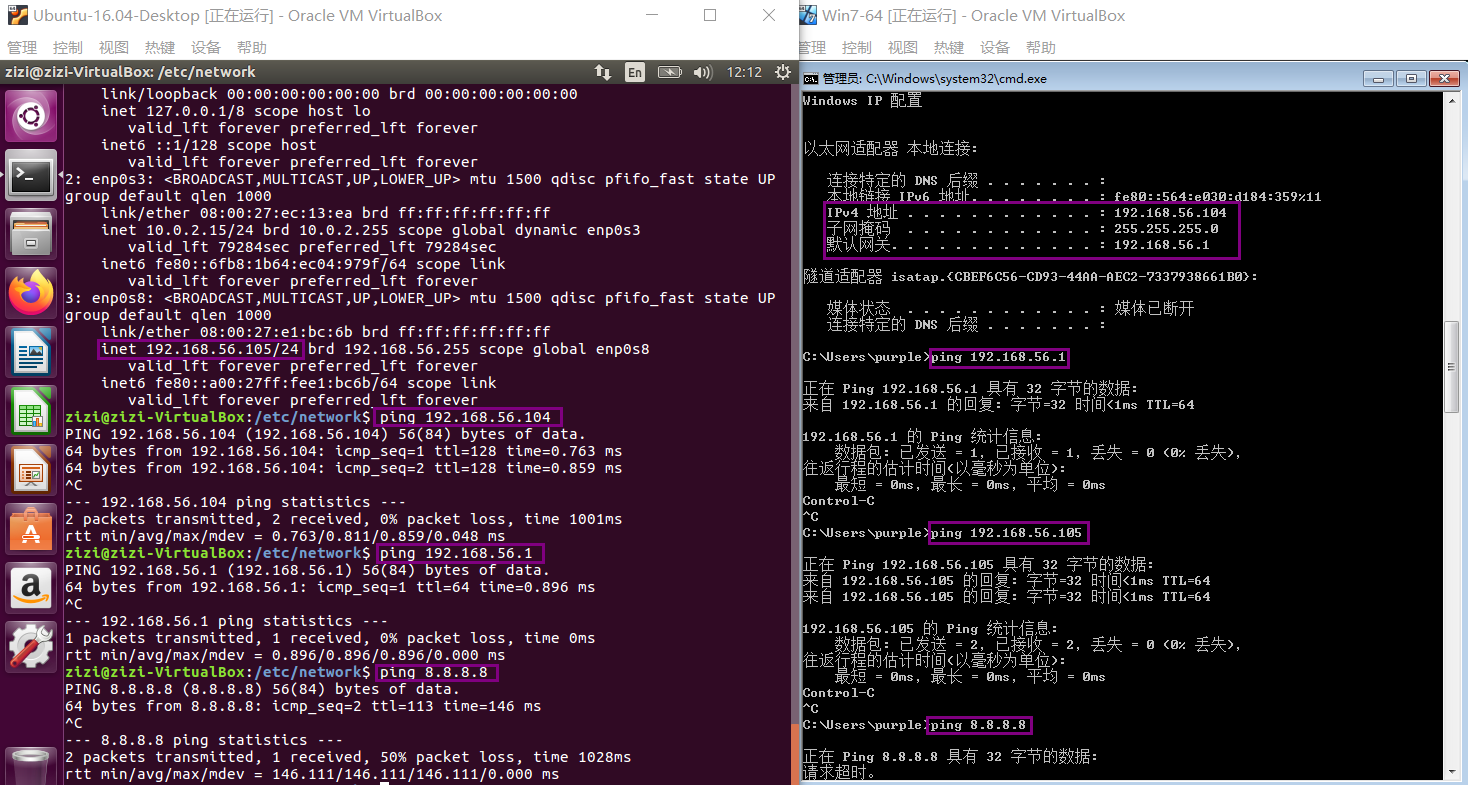 Ubuntu-16.04-Desktop [正在运行] - Oracle VM VirtualBox
管理 控制 视图 热键 设备 帮助
zizi@zizi-VirtualBox: /etc/network
En
12:12
link/loopback 00:00:00:00:00:00 brd 00:00:00:00:00:00
inet 127.0.0.1/8 scope host lo
valid_lft forever preferred_lft forever
inet6 ::1/128 scope host
valid_lft forever preferred_lft forever
2: enp0s3: <BROADCAST,MULTICAST,UP,LOWER_UP> mtu 1500 qdisc pfifo_fast state UP
group default qlen 1000
link/ether 08:00:27:ec:13:ea brd ff:ff:ff:ff:ff:ff
inet 10.0.2.15/24 brd 10.0.2.255 scope global dynamic enp0s3
valid_lft 79284sec preferred_lft 79284sec
inet6 fe80::6fb8:1b64:ec04:979f/64 scope link
valid_lft forever preferred_lft forever
3: enp0s8: <BROADCAST,MULTICAST,UP,LOWER_UP> mtu 1500 qdisc pfifo_fast state UP
group default qlen 1000
link/ether 08:00:27:e1:bc:6b brd ff:ff:ff:ff:ff:ff
inet 192.168.56.105/24 brd 192.168.56.255 scope global enp0s8
valid_lft forever preferred_lft forever
inet6 fe80::a00:27ff:fee1:bc6b/64 scope link
valid_lft forever preferred_lft forever
zizi@zizi-VirtualBox:/etc/network$ ping 192.168.56.104
PING 192.168.56.104 (192.168.56.104) 56(84) bytes of data.
64 bytes from 192.168.56.104: icmp_seq=1 ttl=128 time=0.763 ms
64 bytes from 192.168.56.104: icmp_seq=2 ttl=128 time=0.859 ms
^C
--- 192.168.56.104 ping statistics ---
2 packets transmitted, 2 received, 0% packet loss, time 1001ms
rtt min/avg/max/mdev = 0.763/0.811/0.859/0.048 ms
zizi@zizi-VirtualBox:/etc/network$ ping 192.168.56.1
PING 192.168.56.1 (192.168.56.1) 56(84) bytes of data.
64 bytes from 192.168.56.1: icmp_seq=1 ttl=64 time=0.896 ms
^C
--- 192.168.56.1 ping statistics ---
1 packets transmitted, 1 received, 0% packet loss, time 0ms
rtt min/avg/max/mdev = 0.896/0.896/0.896/0.000 ms
zizi@zizi-VirtualBox:/etc/network$ ping 8.8.8.8
PING 8.8.8.8 (8.8.8.8) 56(84) bytes of data.
64 bytes from 8.8.8.8: icmp_seq=2 ttl=113 time=146 ms
^C
--- 8.8.8.8 ping statistics ---
2 packets transmitted, 1 received, 50% packet loss, time 1028ms
rtt min/avg/max/mdev = 146.111/146.111/146.111/0.000 ms
Win7-64 [正在运行] - Oracle VM VirtualBox
管理 控制 视图 热键 设备 帮助
管理员: C:\Windows\system32\cmd.exe
Windows IP 配置
以太网适配器 本地连接:
连接特定的 DNS 后缀 . . . . . . . :
本地链接 IPv6 地址. . . . . . . . : fe80::564:e030:d184:359%11
IPv4 地址 . . . . . . . . . . . . : 192.168.56.104
子网掩码 . . . . . . . . . . . . : 255.255.255.0
默认网关. . . . . . . . . . . . . : 192.168.56.1
隧道适配器 isatap.{CBEF6C56-CD93-44AA-AEC2-7337938661B0}:
媒体状态 . . . . . . . . . . . . : 媒体已断开
连接特定的 DNS 后缀 . . . . . . . :
C:\Users\purple>ping 192.168.56.1
正在 Ping 192.168.56.1 具有 32 字节的数据:
来自 192.168.56.1 的回复: 字节=32 时间<1ms TTL=64
192.168.56.1 的 Ping 统计信息:
数据包: 已发送 = 1，已接收 = 1，丢失 = 0 (0% 丢失)，
往返行程的估计时间(以毫秒为单位):
最短 = 0ms，最长 = 0ms，平均 = 0ms
Control-C
^C
C:\Users\purple>ping 192.168.56.105
正在 Ping 192.168.56.105 具有 32 字节的数据:
来自 192.168.56.105 的回复: 字节=32 时间<1ms TTL=64
来自 192.168.56.105 的回复: 字节=32 时间<1ms TTL=64
192.168.56.105 的 Ping 统计信息:
数据包: 已发送 = 2，已接收 = 2，丢失 = 0 (0% 丢失)，
往返行程的估计时间(以毫秒为单位):
最短 = 0ms，最长 = 0ms，平均 = 0ms
Control-C
^C
C:\Users\purple>ping 8.8.8.8
正在 Ping 8.8.8.8 具有 32 字节的数据:
请求超时。